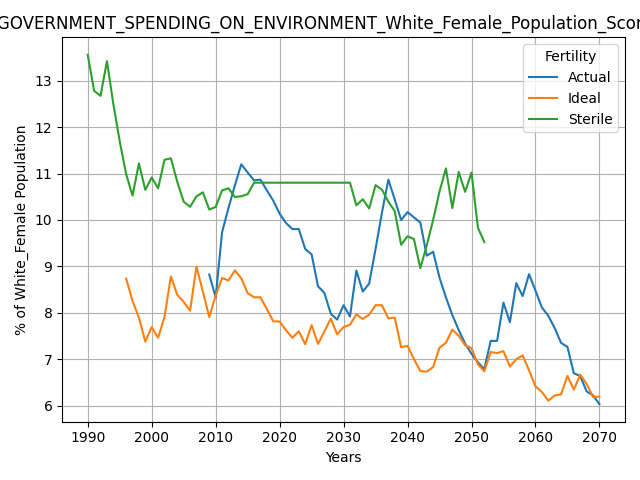 GOVERNMENT_SPENDING_ON_ENVIRONMENT_White_Female_Population_Scor
Fertility
Actual
Ideal
Sterile
% of White_Female Population
13
12
11
10
9
8
7
6
1990 2000 2010 2020 2030 2040 2050 2060 2070
Years